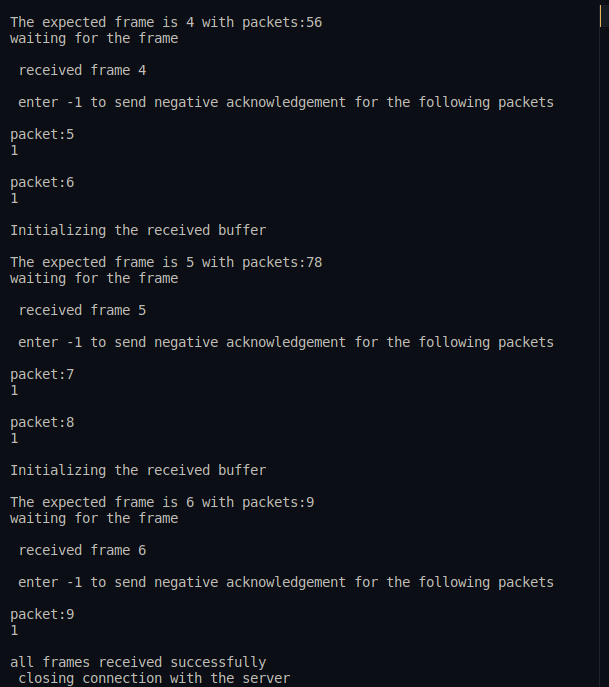 The expected frame is 4 with packets:56
waiting for the frame
received frame 4
enter -1 to send negative acknowledgement for the following packets
packet:5
1
packet:6
1
Initializing the received buffer
The expected frame is 5 with packets:78
waiting for the frame
received frame 5
enter -1 to send negative acknowledgement for the following packets
packet:7
1
packet:8
1
Initializing the received buffer
The expected frame is 6 with packets:9
waiting for the frame
received frame 6
enter -1 to send negative acknowledgement for the following packets
packet:9
1
all frames received successfully
closing connection with the server